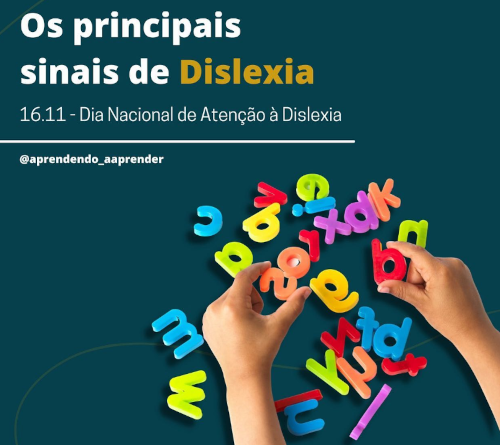 Os principais
sinais de Dislexia
16.11 - Dia Nacional de Atenção à Dislexia
@aprendendo_aaprender